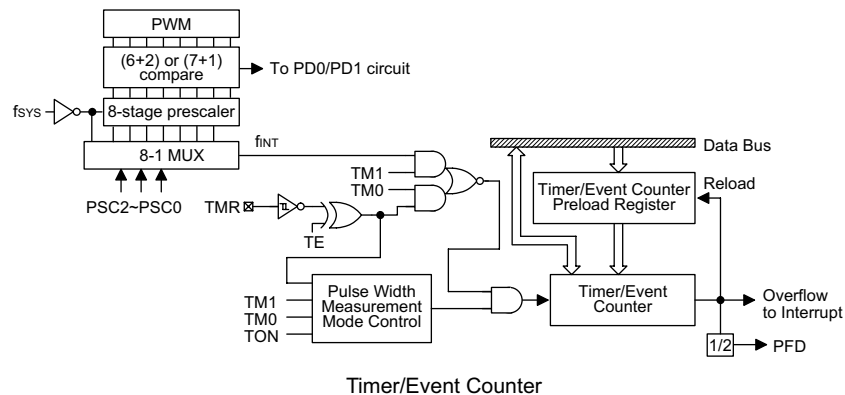 PWM
(6+2) or (7+1)
compare
To PD0/PD1 circuit
fSYS
8-stage prescaler
8-1 MUX
fINT
PSC2~PSC0
TM1
TM0
TMR
TE
TM1
TM0
TON
Pulse Width
Measurement
Mode Control
Data Bus
Timer/Event Counter
Preload Register
Reload
Timer/Event
Counter
Overflow
to Interrupt
1/2
PFD
Timer/Event Counter